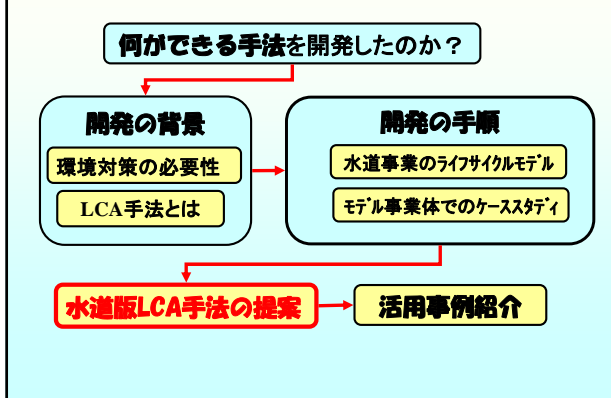 何ができる手法を開発したのか？
開発の背景
環境対策の必要性
LCA手法とは
開発の手順
水道事業のﾗｲﾌｻｲｸﾙﾓﾃﾞﾙ
ﾓﾃﾞﾙ事業体でのｹｰｽｽﾀﾃﾞｨ
水道版LCA手法の提案
活用事例紹介